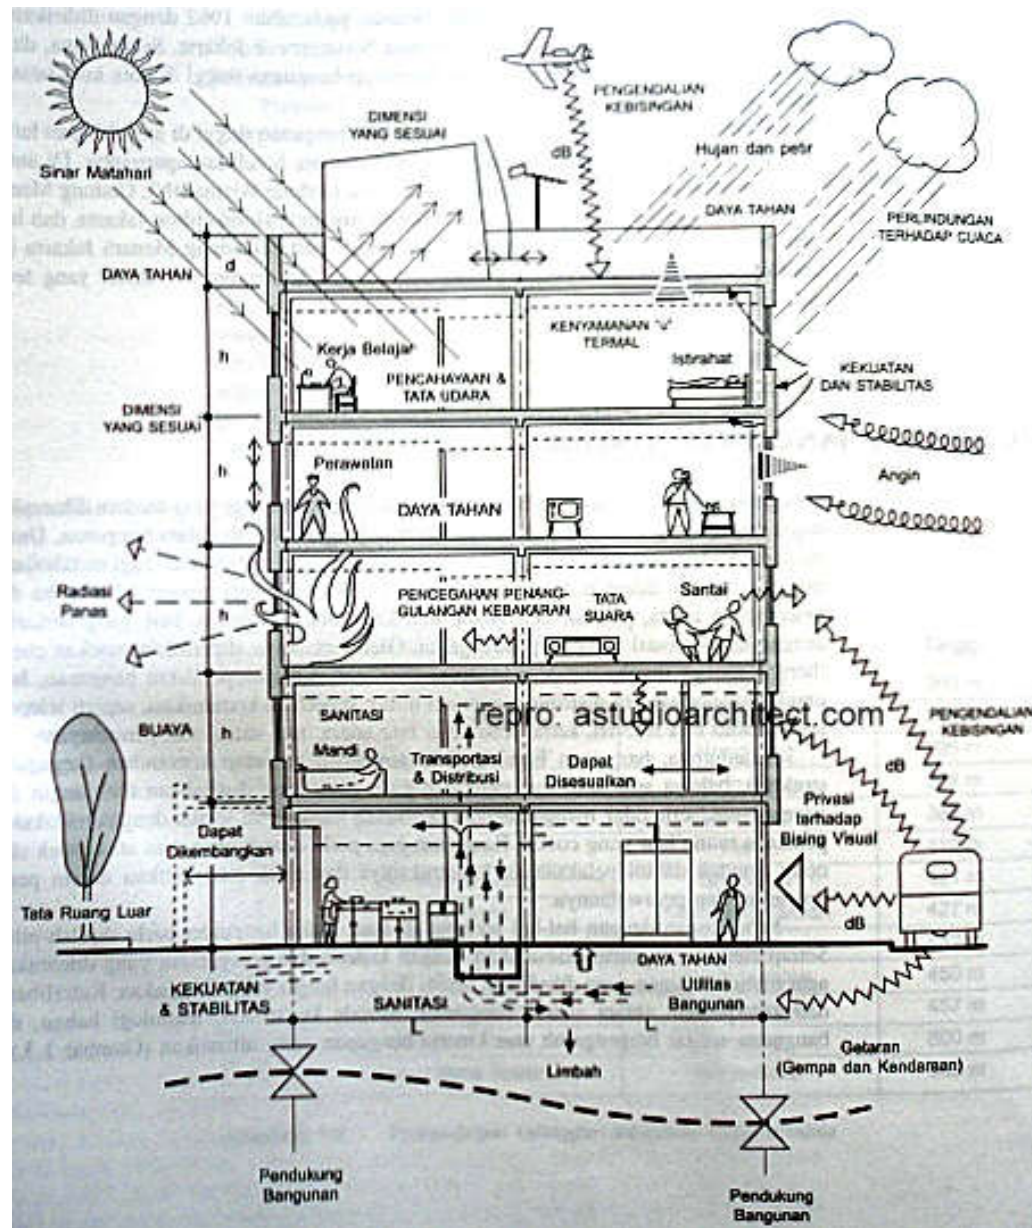 PENGENDALIAN
KEBISINGAN
DIMENSI
YANG SESUAI
dB
Hujan dan petir
Sinar Matahari
DAYA TAHAN
PERLINDUNGAN
TERHADAP CUACA
DAYA TAHAN
d
KENYAMANAN "U"
TERMAL
h
Kerja Belajar
Istirahat
PENCAHAYAAN &
TATA UDARA
KEKUATAN
DAN STABILITAS
DIMENSI
YANG SESUAI
h
Perawatan
Angin
DAYA TAHAN
Radiasi
Panas
h
PENCEGAHAN PENANG-
GULANGAN KEBAKARAN
TATA
SUARA
Santai
BIJAYA
h
SANITASI
repro: astudioarchitect.com
PENGENDALIAN
KEBISINGAN
Mandi
Transportasi
& Distribusi
Dapat
Disesuaikan
dB
Dapat
Dikembangkan
L
Privasi
terhadap
Bising Visual
Tata Ruang Luar
dB
DAYA TAHAN
KEKUATAN
& STABILITAS
SANITASI
Utilitas
Bangunan
L
L
Limbah
Getaran
(Gempa dan Kendaraan)
Pendukung
Bangunan
Pendukung
Bangunan